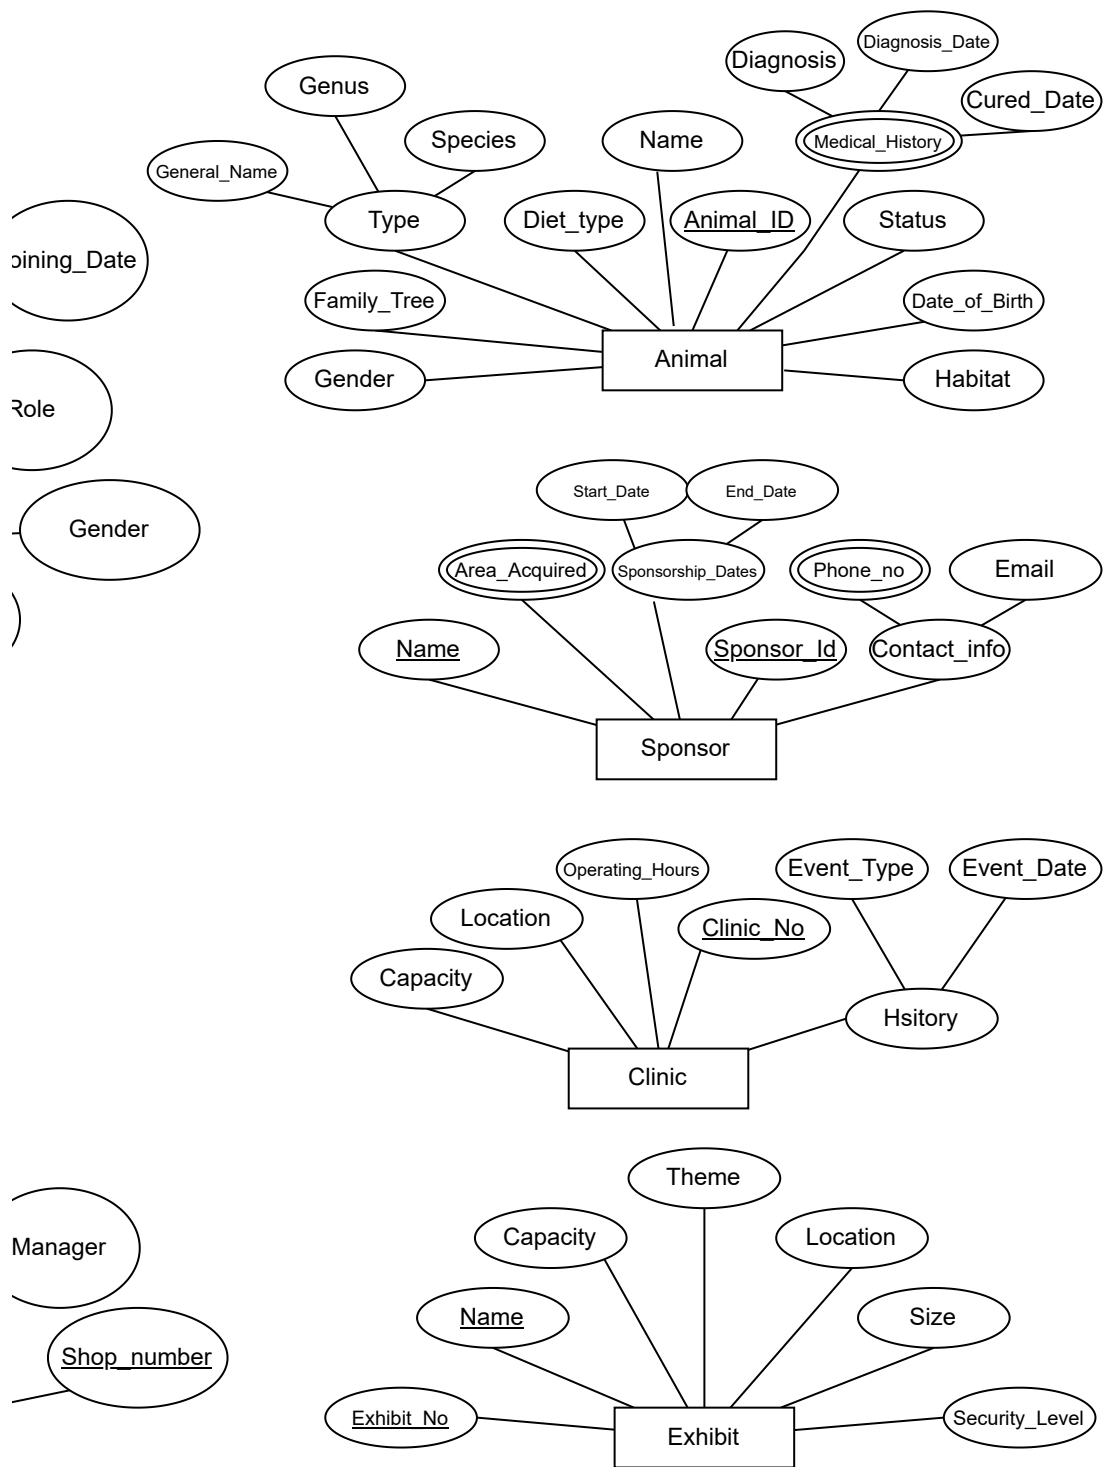 Diagnosis_Date
Diagnosis
Genus
Cured_Date
Species
Name
Medical_History
General_Name
Type
Diet_type
Animal_ID
Status
oining_Date
Family_Tree
Date_of_Birth
Animal
Gender
Habitat
Role
Start_Date
End_Date
Gender
Area_Acquired
Sponsorship_Dates
Phone_no
Email
Name
Sponsor_Id
Contact_info
Sponsor
Operating_Hours
Event_Type
Event_Date
Location
Clinic_No
Capacity
Hsitory
Clinic
Theme
Capacity
Location
Manager
Name
Size
Shop_number
Exhibit_No
Security_Level
Exhibit